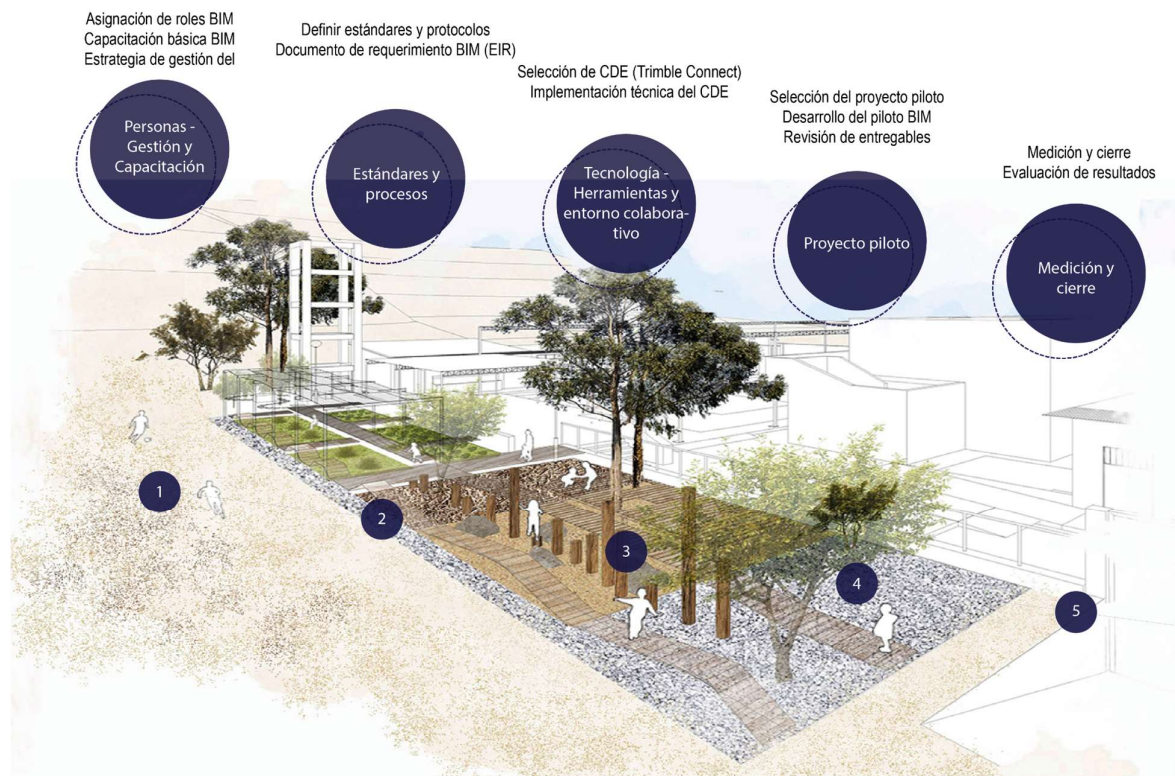 Asignación de roles BIM
Capacitación básica BIM
Estrategia de gestión del
Personas -
Gestión y
Capacitación
Definir estándares y protocolos
Documento de requerimiento BIM (EIR)
Estándares y
procesos
Selección de CDE (Trimble Connect)
Implementación técnica del CDE
Tecnología -
Herramientas y
entorno colabora-
tivo
Selección del proyecto piloto
Desarrollo del piloto BIM
Revisión de entregables
Proyecto piloto
Medición y cierre
Evaluación de resultados
Medición y
cierre
1
2
3
4
5